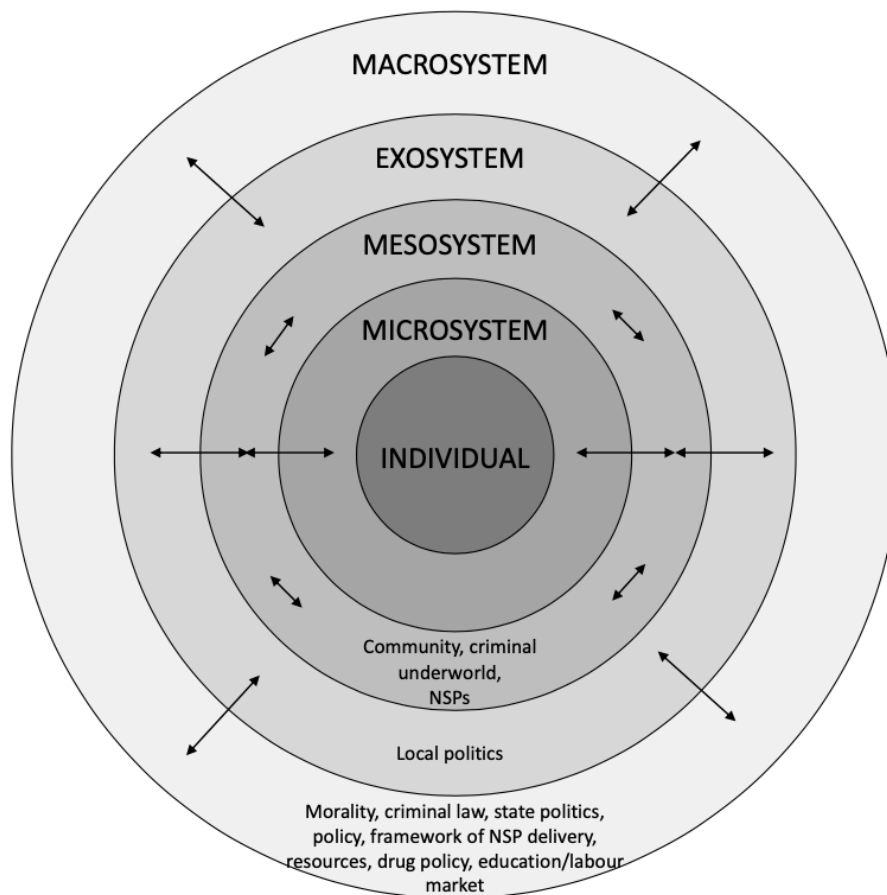 MACROSYSTEM
EXOSYSTEM
MESOSYSTEM
MICROSYSTEM
INDIVIDUAL
Community, criminal
underworld,
NSPs
Local politics
Morality, criminal law, state politics,
policy, framework of NSP delivery,
resources, drug policy, education/labour
market